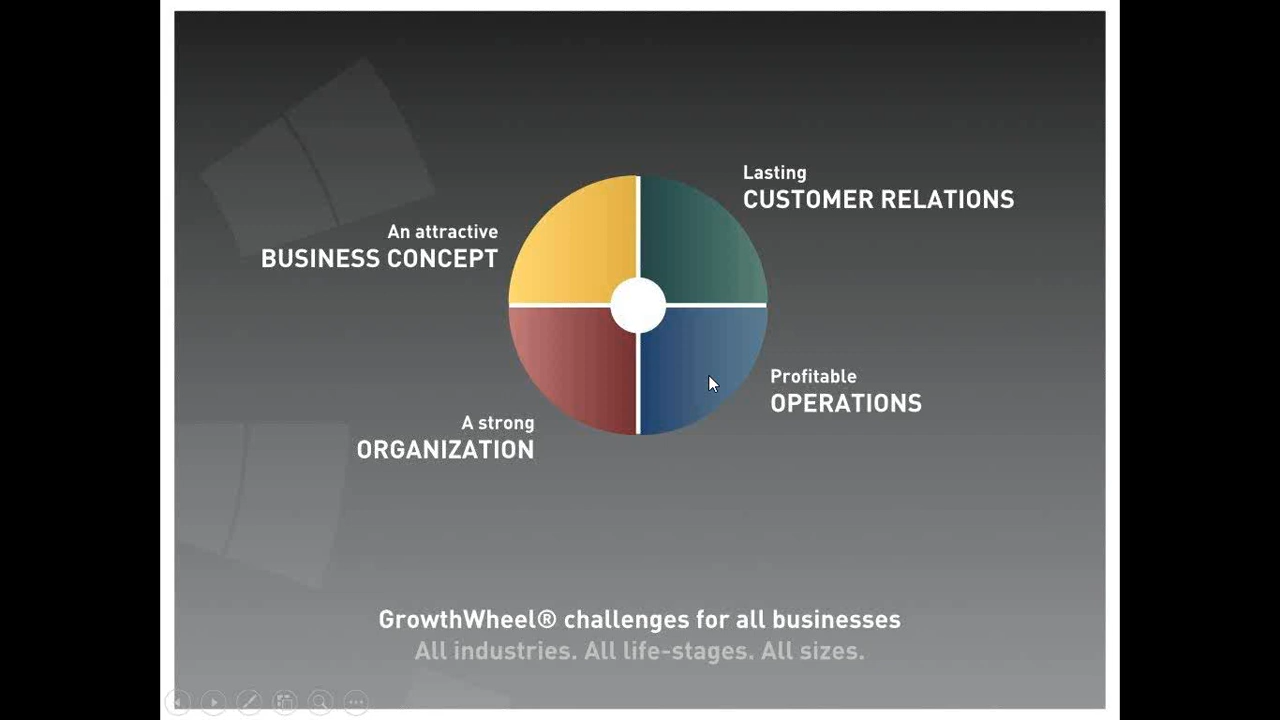 Lasting
CUSTOMER RELATIONS
An attractive
BUSINESS CONCEPT
Profitable
OPERATIONS
A strong
ORGANIZATION
GrowthWheel® challenges for all businesses
All industries. All life-stages. All sizes.